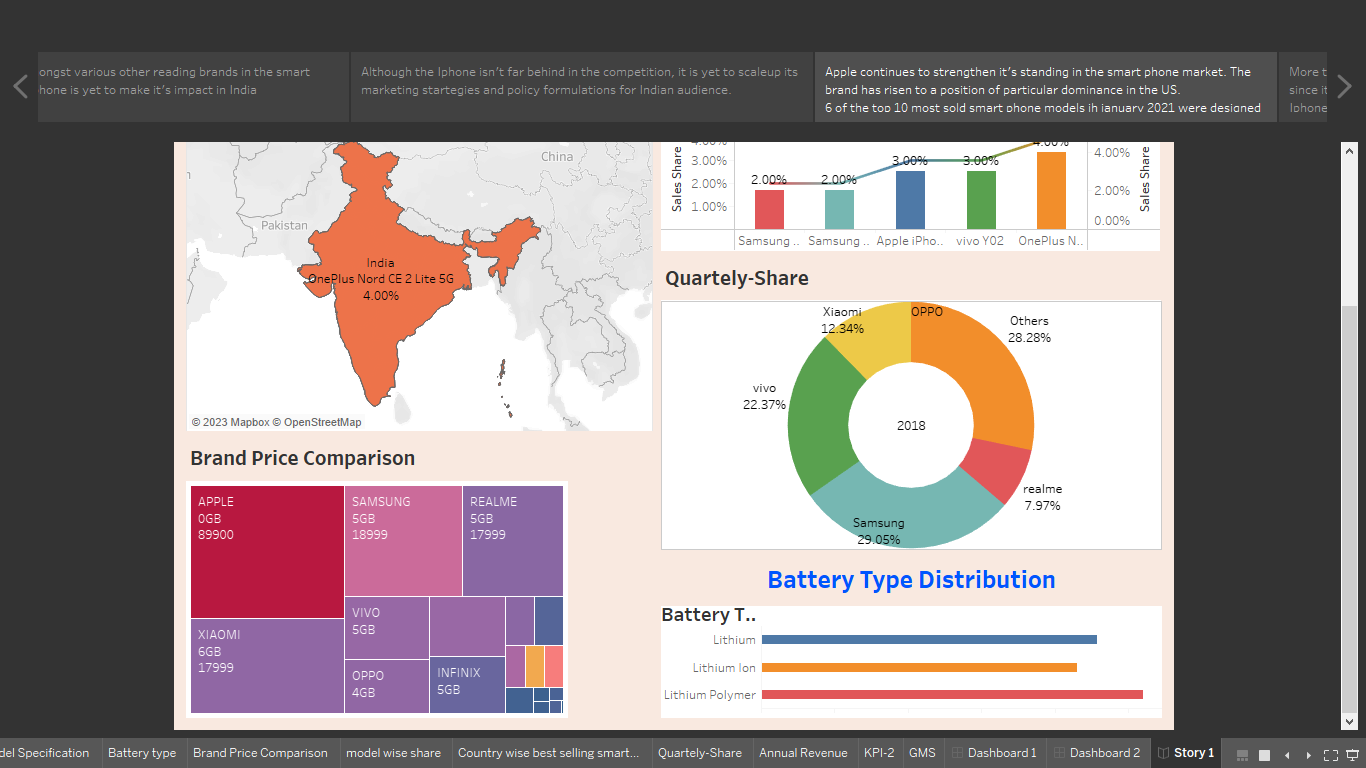 ongst various other reading brands in the smart
hone is yet to make it's impact in India
Although the Iphone isn't far behind in the competition, it is yet to scaleup its
marketing startegies and policy formulations for Indian audience.
Apple continues to strengthen it's standing in the smart phone market. The
brand has risen to a position of particular dominance in the US.
6 of the top 10 most sold smart phone models ih january 2021 were designed
More t
since it
Iphone
China
Pakistan
India
OnePlus Nord CE 2 Lite 5G
4.00%
© 2023 Mapbox © OpenStreetMap
Sales Share
4.00%
3.00%
2.00%
1.00%
2.00%
2.00%
3.00%
3.00%
4.00%
4.00%
2.00%
0.00%
Sales Share
Samsung ..
Samsung ..
Apple iPho..
vivo Y02
OnePlus N..
Quartely-Share
Xiaomi
12.34%
OPPO
Others
28.28%
vivo
22.37%
2018
realme
7.97%
Samsung
29.05%
Brand Price Comparison
APPLE
0GB
89900
SAMSUNG
5GB
18999
REALME
5GB
17999
XIAOMI
6GB
17999
VIVO
5GB
OPPO
4GB
INFINIX
5GB
Battery Type Distribution
Battery T..
Lithium
Lithium Ion
Lithium Polymer
del Specification
Battery type
Brand Price Comparison
model wise share
Country wise best selling smart...
Quartely-Share
Annual Revenue
KPI-2
GMS
Dashboard 1
Dashboard 2
Story 1